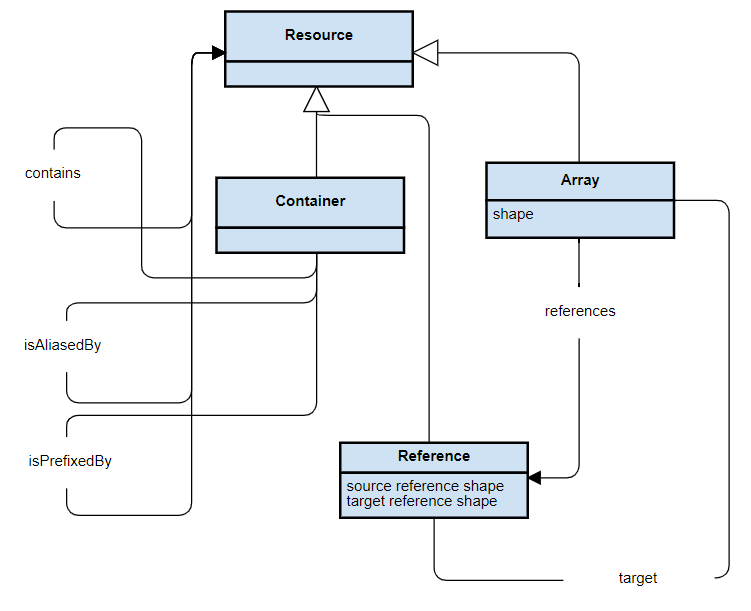 Resource
contains
Container
Array
shape
references
isAliasedBy
isPrefixedBy
Reference
source reference shape
target reference shape
target